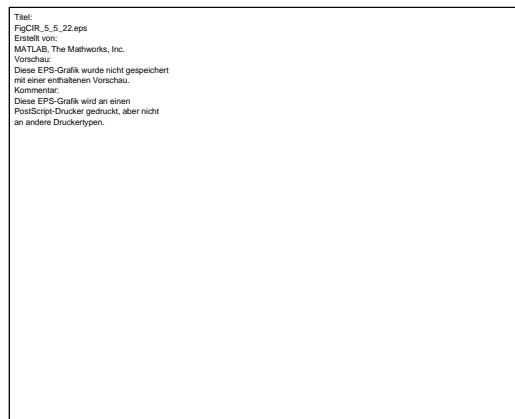 Titel:
FigCIR_5_5_22.eps
Erstellt von:
MATLAB, The Mathworks, Inc.
Vorschau:
Diese EPS-Grafik wurde nicht gespeichert
mit einer enthaltenen Vorschau.
Kommentar:
Diese EPS-Grafik wird an einen
PostScript-Drucker gedruckt, aber nicht
an andere Druckertypen.